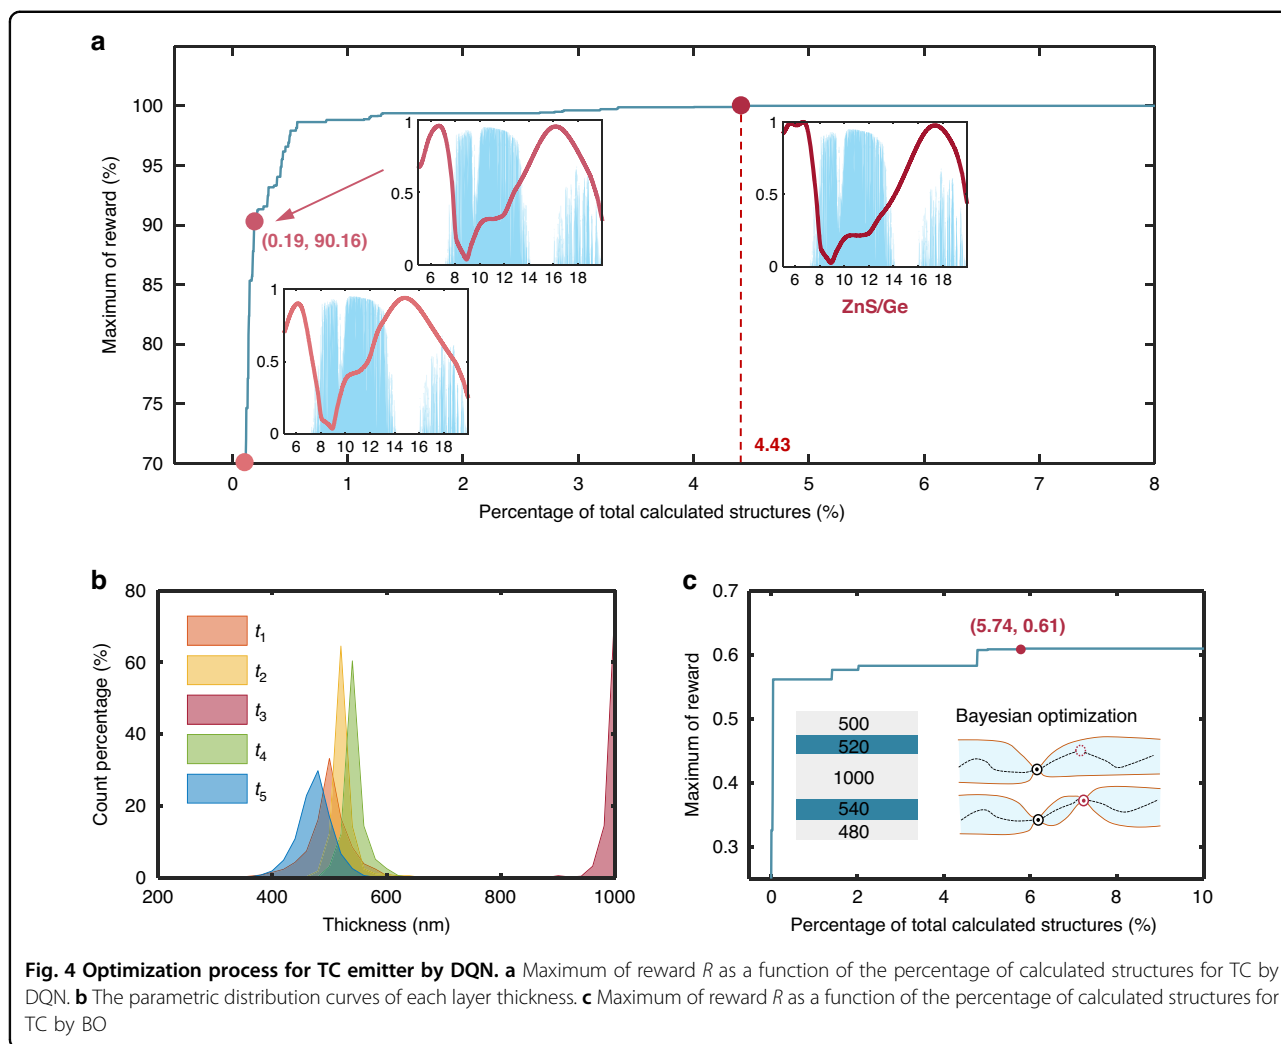 a
Maximum of reward (%)
100
95
90
85
80
75
70
0 1 2 3 4 5 6 7 8
Percentage of total calculated structures (%)
(0.19, 90.16)
1
0.5
0
6 8 10 12 14 16 18
1
0.5
0
6 8 10 12 14 16 18
1
0.5
0
6 8 10 12 14 16 18
ZnS/Ge
4.43
b
Count percentage (%)
80
60
40
20
0
200 400 600 800 1000
Thickness (nm)
t1
t2
t3
t4
t5
c
Maximum of reward
0.7
0.6
0.5
0.4
0.3
0 2 4 6 8 10
Percentage of total calculated structures (%)
(5.74, 0.61)
500
520
1000
540
480
Bayesian optimization
Fig. 4 Optimization process for TC emitter by DQN. a Maximum of reward R as a function of the percentage of calculated structures for TC by
DQN. b The parametric distribution curves of each layer thickness. c Maximum of reward R as a function of the percentage of calculated structures for
TC by BO